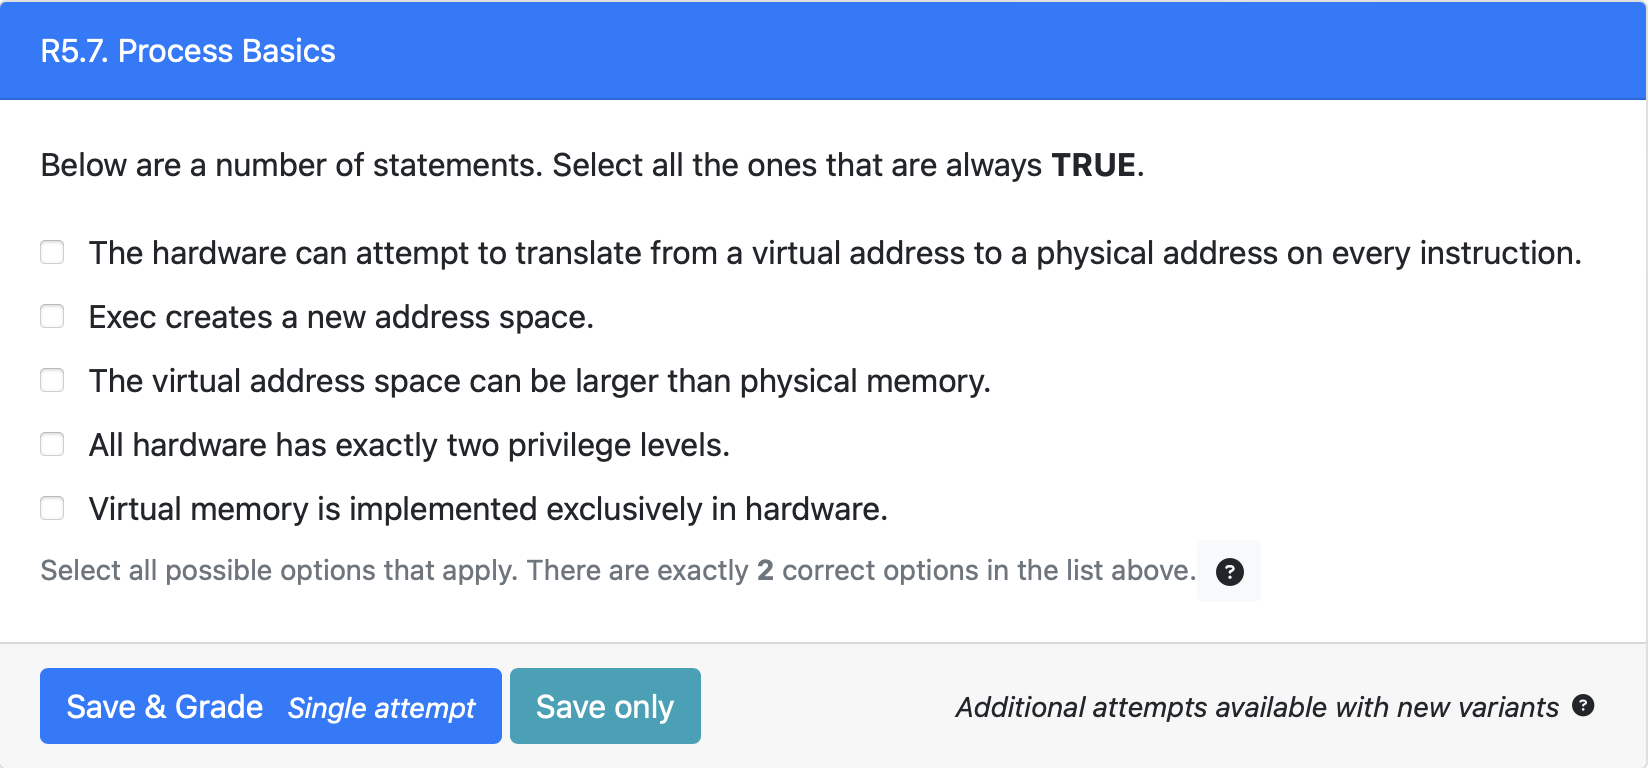 R5.7. Process Basics
Below are a number of statements. Select all the ones that are always TRUE.
The hardware can attempt to translate from a virtual address to a physical address on every instruction.
Exec creates a new address space.
The virtual address space can be larger than physical memory.
All hardware has exactly two privilege levels.
Virtual memory is implemented exclusively in hardware.
Select all possible options that apply. There are exactly 2 correct options in the list above. ?
Save & Grade Single attempt Save only Additional attempts available with new variants ?